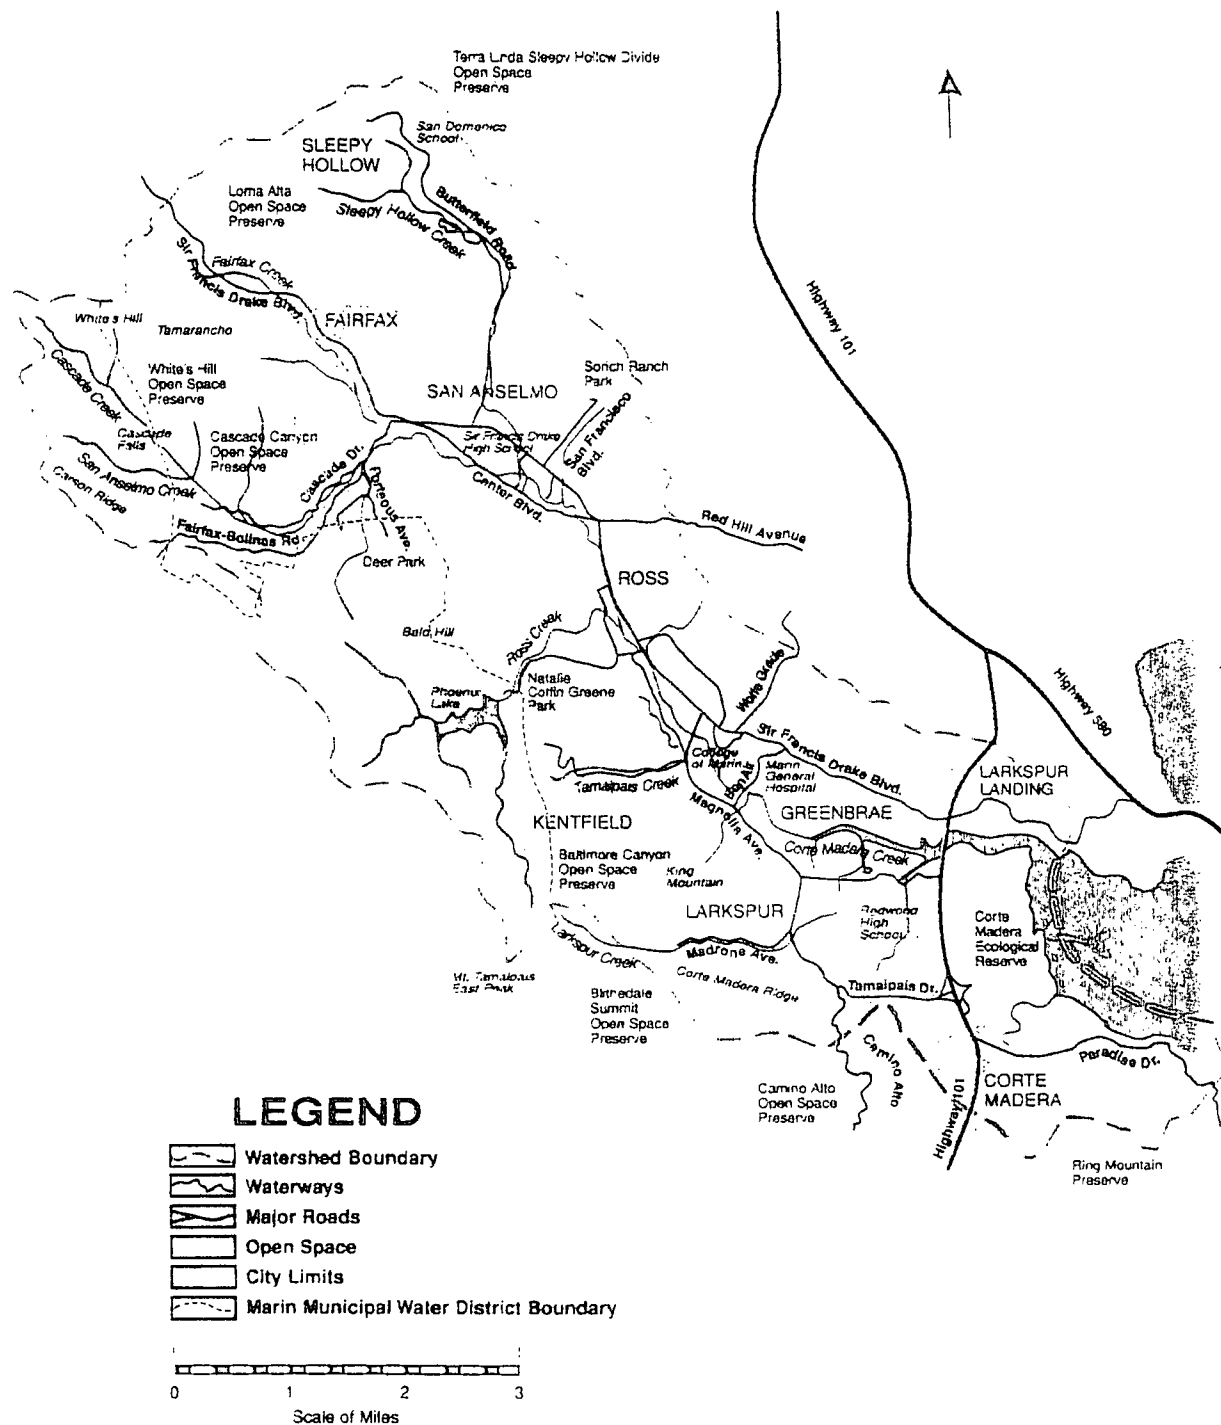 Terra Linda Sleepy Hollow Divide
Open Space
Preserve
San Domenico
School
SLEEPY
HOLLOW
Loma Alta
Open Space
Preserve
Sleepy Hollow Creek
Butterfield Road
Fairfax Creek
Sir Francis Drake Blvd.
FAIRFAX
White's Hill
Tamarancho
Cascade Creek
White's Hill
Open Space
Preserve
Cascade
Falls
Cascade Canyon
Open Space
Preserve
San Anselmo Creek
Carson Ridge
Fairfax-Bolinas Rd
Cascade Dr.
Porteous Ave.
Deer Park
SAN ANSELMO
Sorich Ranch
Park
Sir Francis Drake
High School
San Francisco
Blvd.
Center Blvd.
Red Hill Avenue
Highway 101
ROSS
Bald Hill
Ross Creek
Phoenix
Lake
Natalie
Coffin Greene
Park
Wolfe Grade
Highway 580
Sir Francis Drake Blvd.
College
of Marin
Bon Air
Marin
General
Hospital
Tamalpais Creek
Magnolia Ave.
LARKSPUR
LANDING
GREENBRAE
KENTFIELD
Corte Madera Creek
Baltimore Canyon
Open Space
Preserve
King
Mountain
LARKSPUR
Redwood
High
School
Corte
Madera
Ecological
Reserve
Larkspur Creek
Madrone Ave.
Mt. Tamalpais
East Peak
Corte Madera Ridge
Tamalpais Dr.
Blithedale
Summit
Open Space
Preserve
Camino Alto
Paradise Dr.
Camino Alto
Open Space
Preserve
Highway 101
CORTE
MADERA
Ring Mountain
Preserve
LEGEND
Watershed Boundary
Waterways
Major Roads
Open Space
City Limits
Marin Municipal Water District Boundary
0 1 2 3
Scale of Miles